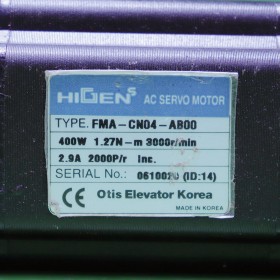 HIGEN S AC SERVO MOTOR
TYPE. FMA-CN04-AB00
400W 1.27N-m 3000r/min
2.9A 2000P/r Inc.
SERIAL No.: 0610020 (ID:14)
CE Otis Elevator Korea
MADE IN KOREA